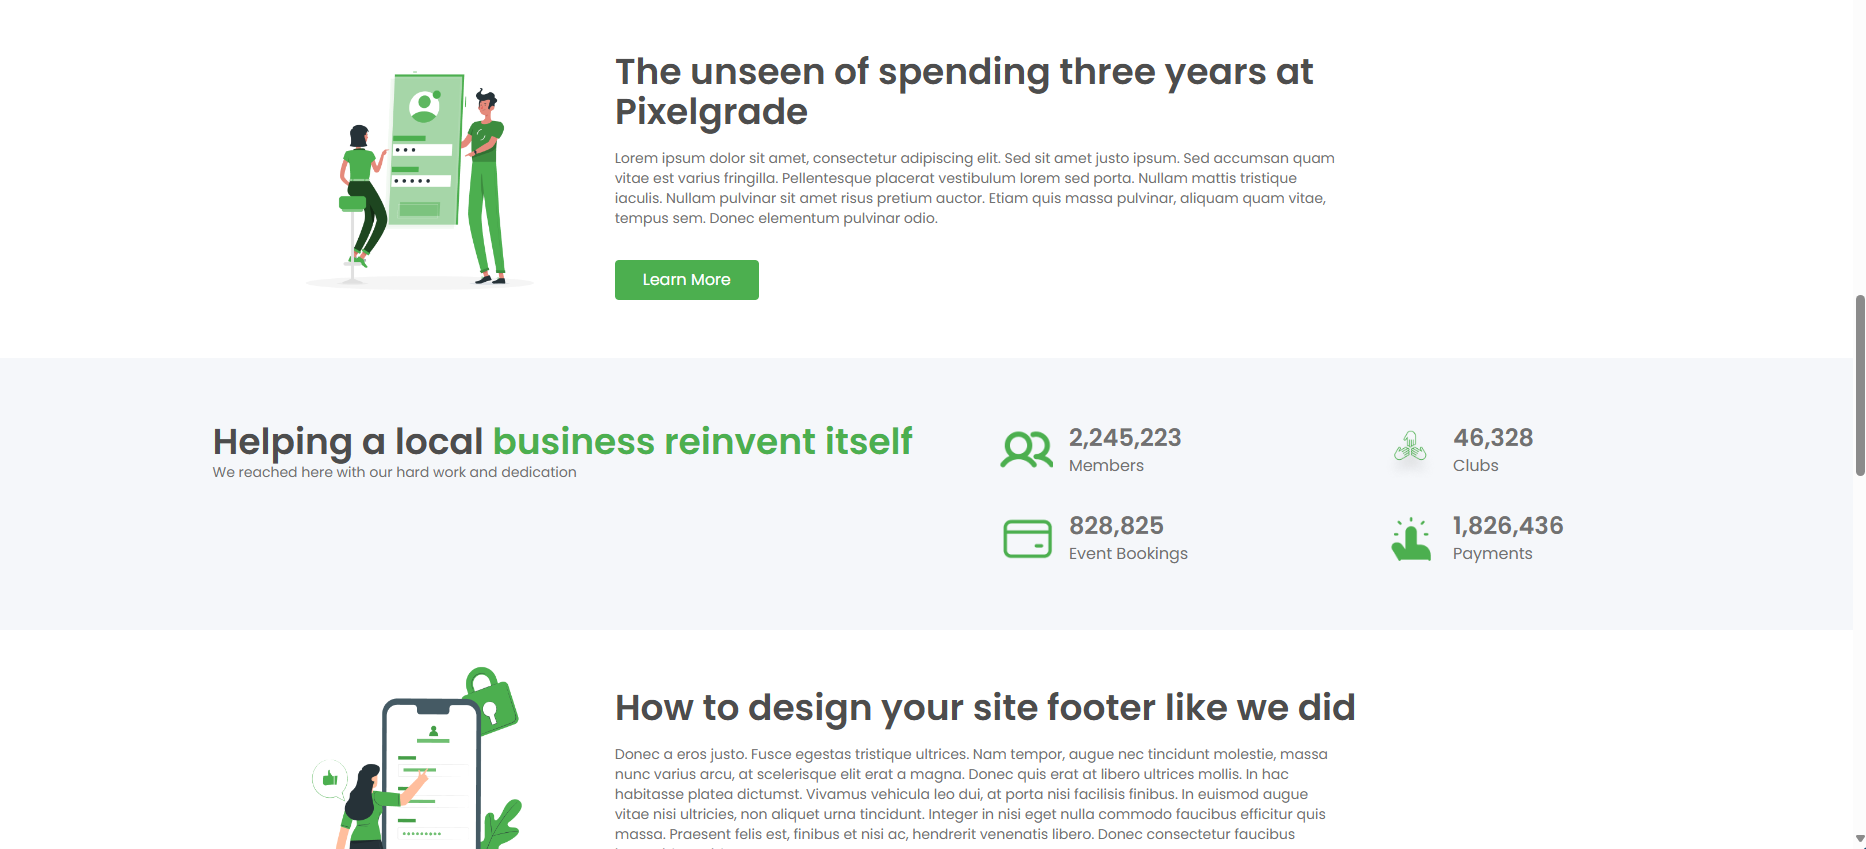 The unseen of spending three years at
Pixelgrade
Lorem ipsum dolor sit amet, consectetur adipiscing elit. Sed sit amet justo ipsum. Sed accumsan quam
vitae est varius fringilla. Pellentesque placerat vestibulum lorem sed porta. Nullam mattis tristique
iaculis. Nullam pulvinar sit amet risus pretium auctor. Etiam quis massa pulvinar, aliquam quam vitae,
tempus sem. Donec elementum pulvinar odio.
Learn More
Helping a local business reinvent itself
We reached here with our hard work and dedication
2,245,223
Members
46,328
Clubs
828,825
Event Bookings
1,826,436
Payments
How to design your site footer like we did
Donec a eros justo. Fusce egestas tristique ultrices. Nam tempor, augue nec tincidunt molestie, massa
nunc varius arcu, at scelerisque elit erat a magna. Donec quis erat at libero ultrices mollis. In hac
habitasse platea dictumst. Vivamus vehicula leo dui, at porta nisi facilisis finibus. In euismod augue
vitae nisi ultricies, non aliquet urna tincidunt. Integer in nisi eget nulla commodo faucibus efficitur quis
massa. Praesent felis est, finibus et nisi ac, hendrerit venenatis libero. Donec consectetur faucibus